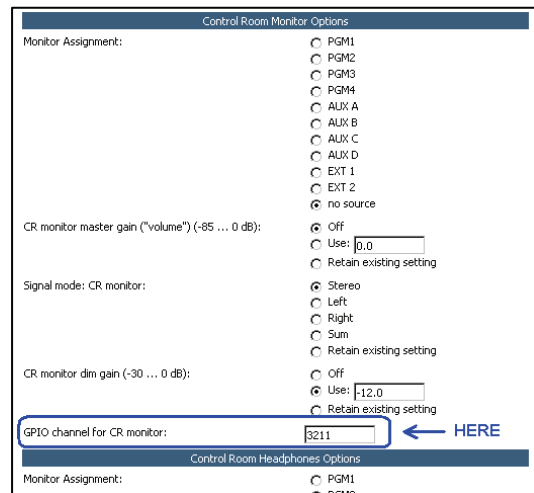 Control Room Monitor Options
Monitor Assignment: PGM1
PGM2
PGM3
PGM4
AUX A
AUX B
AUX C
AUX D
EXT 1
EXT 2
no source
CR monitor master gain ("volume") (-85 ... 0 dB): Off
Use: 0.0
Retain existing setting
Signal mode: CR monitor: Stereo
Left
Right
Sum
Retain existing setting
CR monitor dim gain (-30 ... 0 dB): Off
Use: -12.0
Retain existing setting
GPIO channel for CR monitor: 3211 HERE
Control Room Headphones Options
Monitor Assignment: PGM1